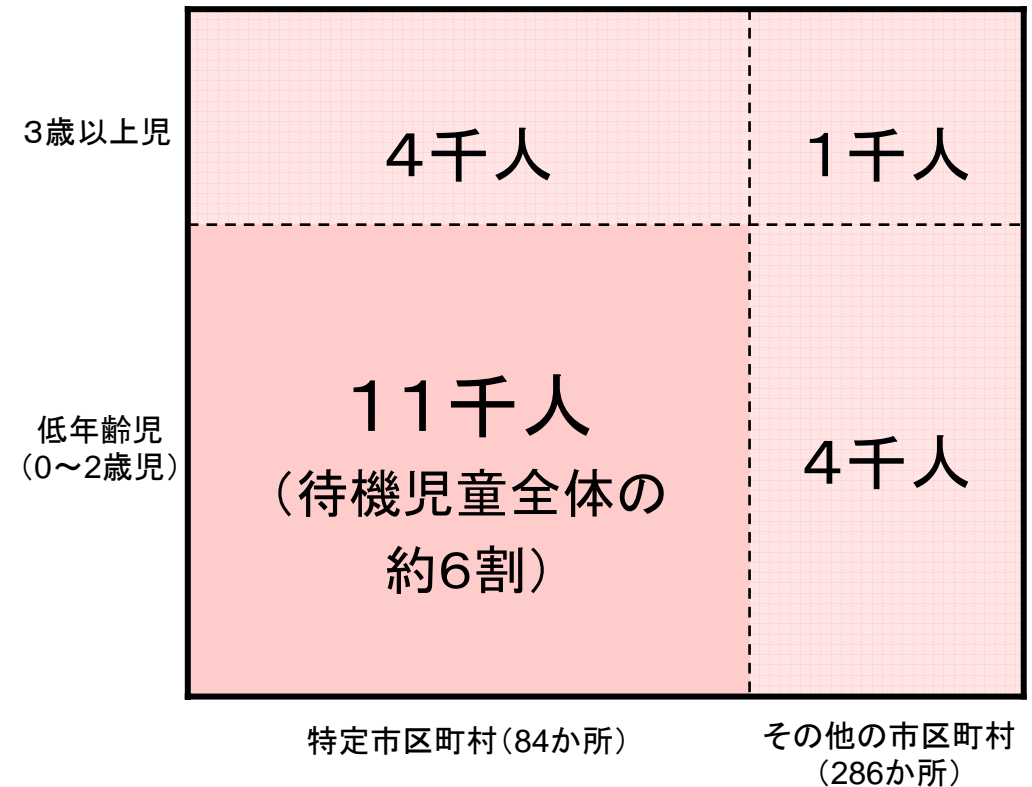 3歳以上児
4千人
1千人
低年齢児
（0～2歳児）
11千人
（待機児童全体の
約6割）
4千人
特定市区町村（84か所）
その他の市区町村
（286か所）